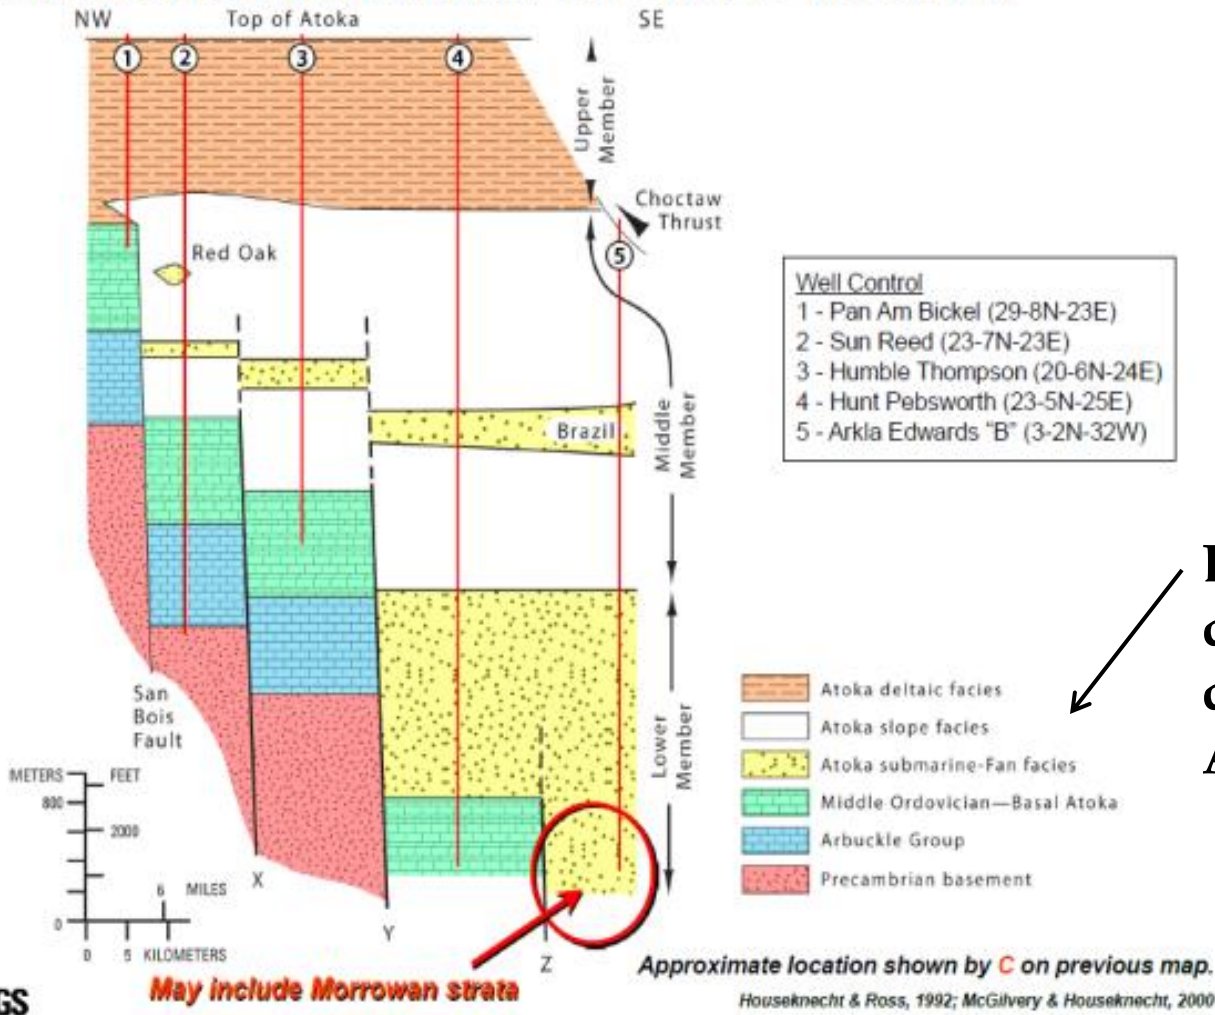 NW
Top of Atoka
SE
1
2
3
4
Upper
Member
Choctaw
Thrust
5
Red Oak
Well Control
1 - Pan Am Bickel (29-8N-23E)
2 - Sun Reed (23-7N-23E)
3 - Humble Thompson (20-6N-24E)
4 - Hunt Pebsworth (23-5N-25E)
5 - Arkla Edwards "B" (3-2N-32W)
Brazil
Middle
Member
San
Bois
Fault
Lower
Member
Atoka deltaic facies
Atoka slope facies
Atoka submarine-Fan facies
Middle Ordovician—Basal Atoka
Arbuckle Group
Precambrian basement
METERS
FEET
800
2000
6
MILES
0
0
5
KILOMETERS
X
Y
Z
May include Morrowan strata
Approximate location shown by C on previous map.
Houseknecht & Ross, 1992; McGilvery & Houseknecht, 2000
GS